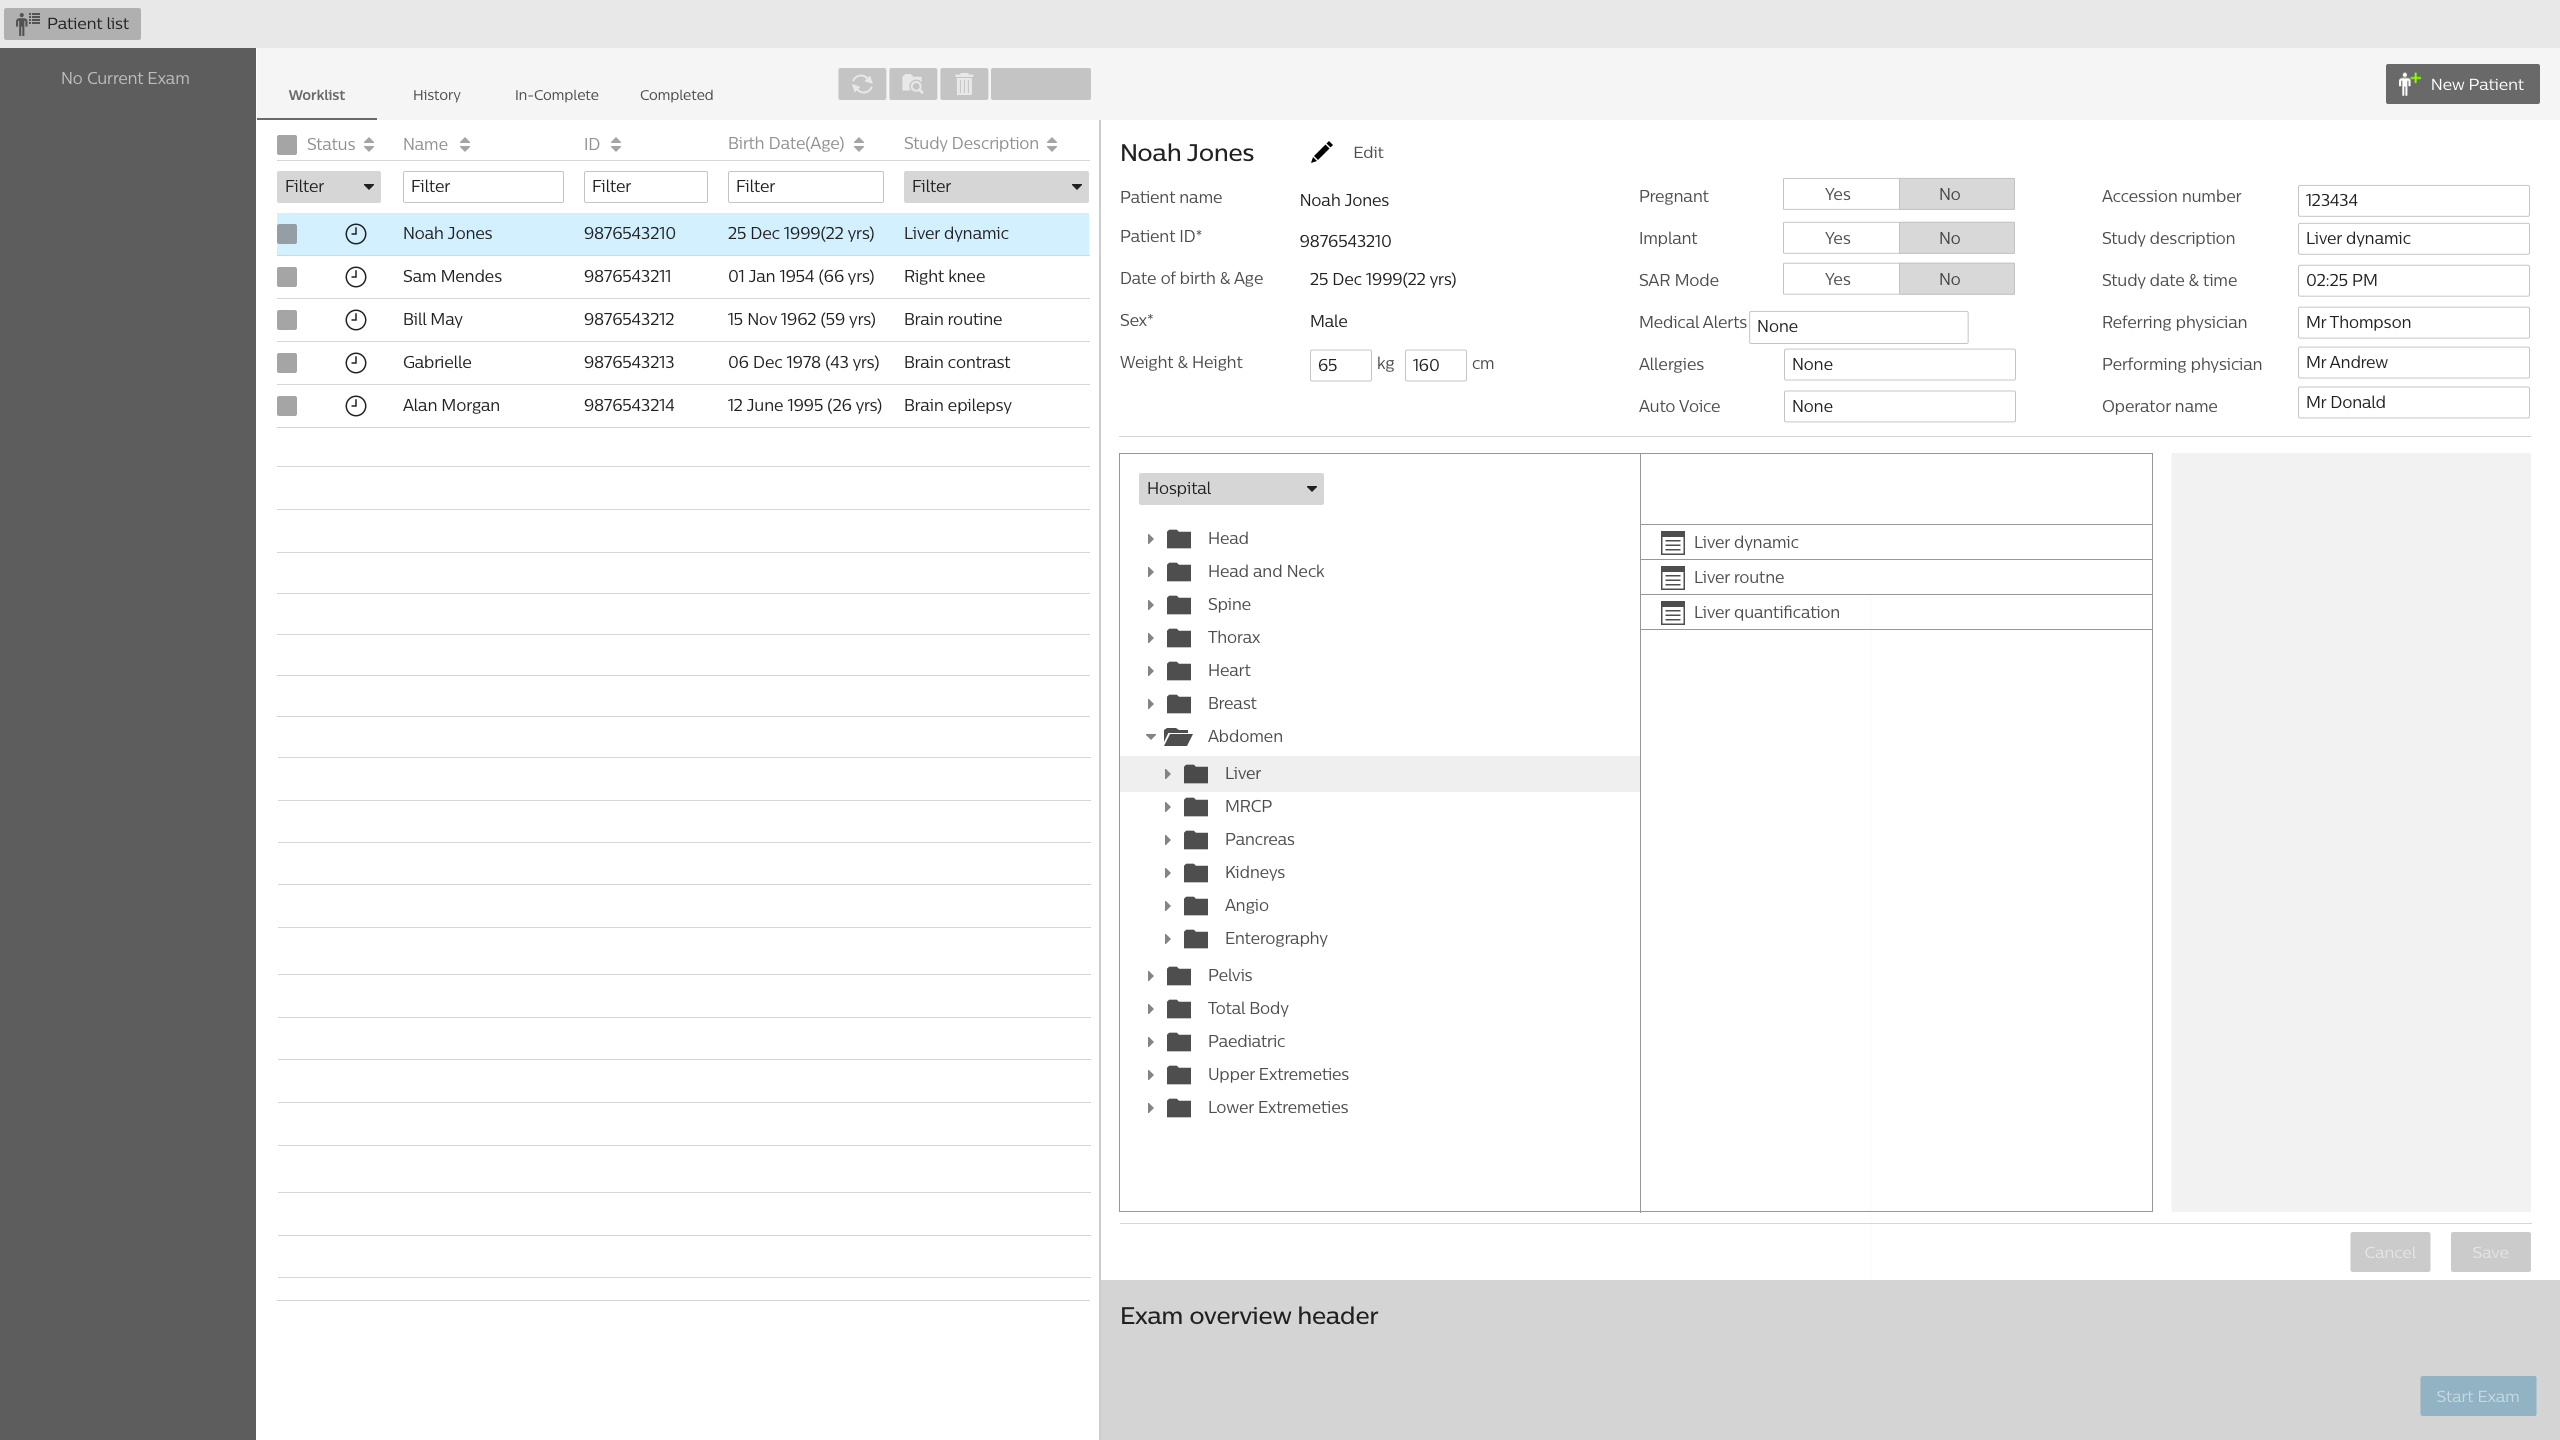 Patient list
No Current Exam
Worklist History In-Complete Completed
New Patient
Status Name ID Birth Date(Age) Study Description
Filter Filter Filter Filter Filter
Noah Jones 9876543210 25 Dec 1999(22 yrs) Liver dynamic
Sam Mendes 9876543211 01 Jan 1954 (66 yrs) Right knee
Bill May 9876543212 15 Nov 1962 (59 yrs) Brain routine
Gabrielle 9876543213 06 Dec 1978 (43 yrs) Brain contrast
Alan Morgan 9876543214 12 June 1995 (26 yrs) Brain epilepsy
Noah Jones Edit
Patient name Noah Jones
Patient ID* 9876543210
Date of birth & Age 25 Dec 1999(22 yrs)
Sex* Male
Weight & Height 65 kg 160 cm
Pregnant Yes No
Implant Yes No
SAR Mode Yes No
Medical Alerts None
Allergies None
Auto Voice None
Accession number 123434
Study description Liver dynamic
Study date & time 02:25 PM
Referring physician Mr Thompson
Performing physician Mr Andrew
Operator name Mr Donald
Hospital
Head
Head and Neck
Spine
Thorax
Heart
Breast
Abdomen
Liver
MRCP
Pancreas
Kidneys
Angio
Enterography
Pelvis
Total Body
Paediatric
Upper Extremeties
Lower Extremeties
Liver dynamic
Liver routne
Liver quantification
Cancel Save
Exam overview header
Start Exam